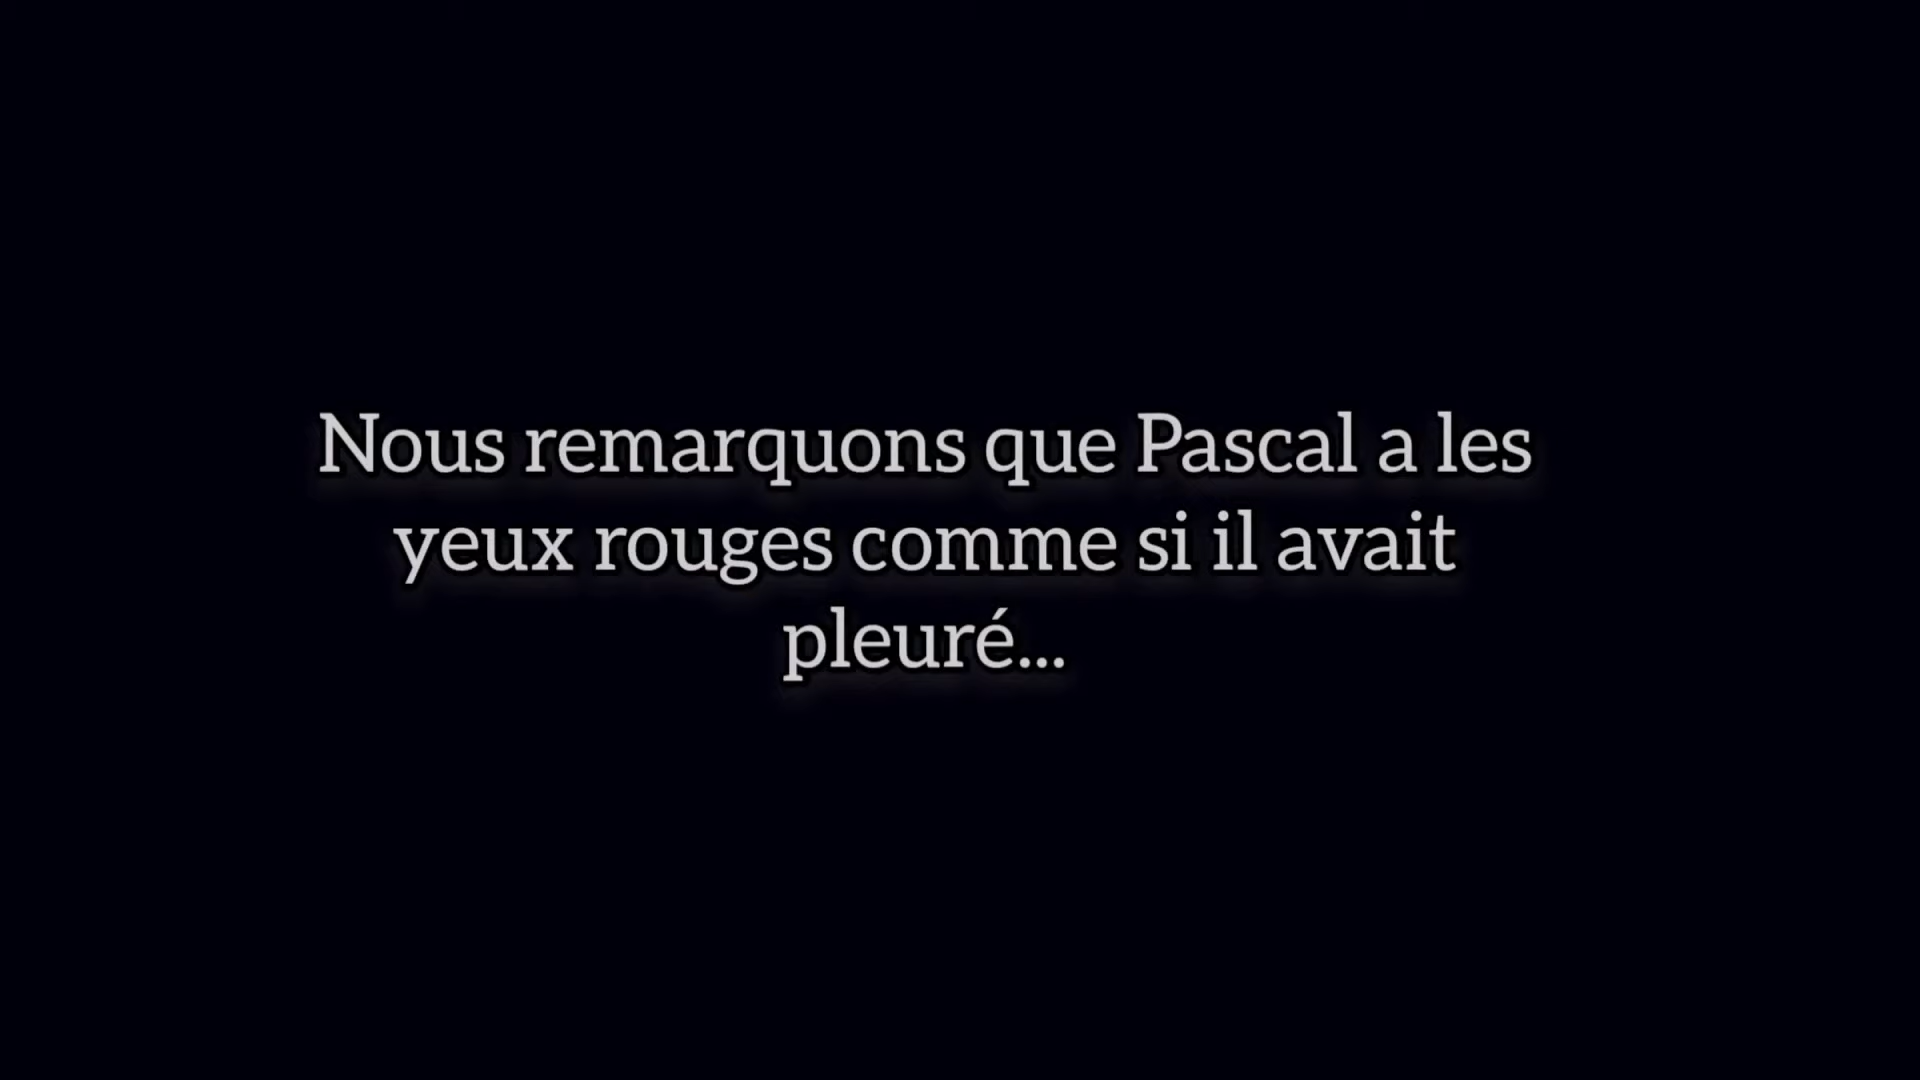 Nous remarquons que Pascal a les
yeux rouges comme si il avait
pleuré...